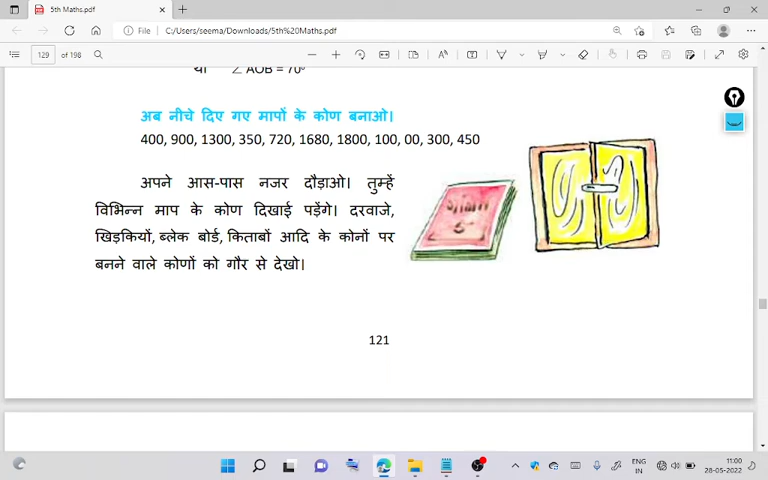 5th Maths.pdf
File | C:/Users/seema/Downloads/5th%20Maths.pdf
129 of 198
या ∠ AOB = 70⁰
अब नीचे दिए गए मापों के कोण बनाओ।
400, 900, 1300, 350, 720, 1680, 1800, 100, 00, 300, 450
अपने आस-पास नजर दौड़ाओ। तुम्हें
विभिन्न माप के कोण दिखाई पड़ेंगे। दरवाजे,
खिड़कियों, ब्लेक बोर्ड, किताबों आदि के कोनों पर
बनने वाले कोणों को गौर से देखो।
गणित
121
ENG
IN
11:00
28-05-2022